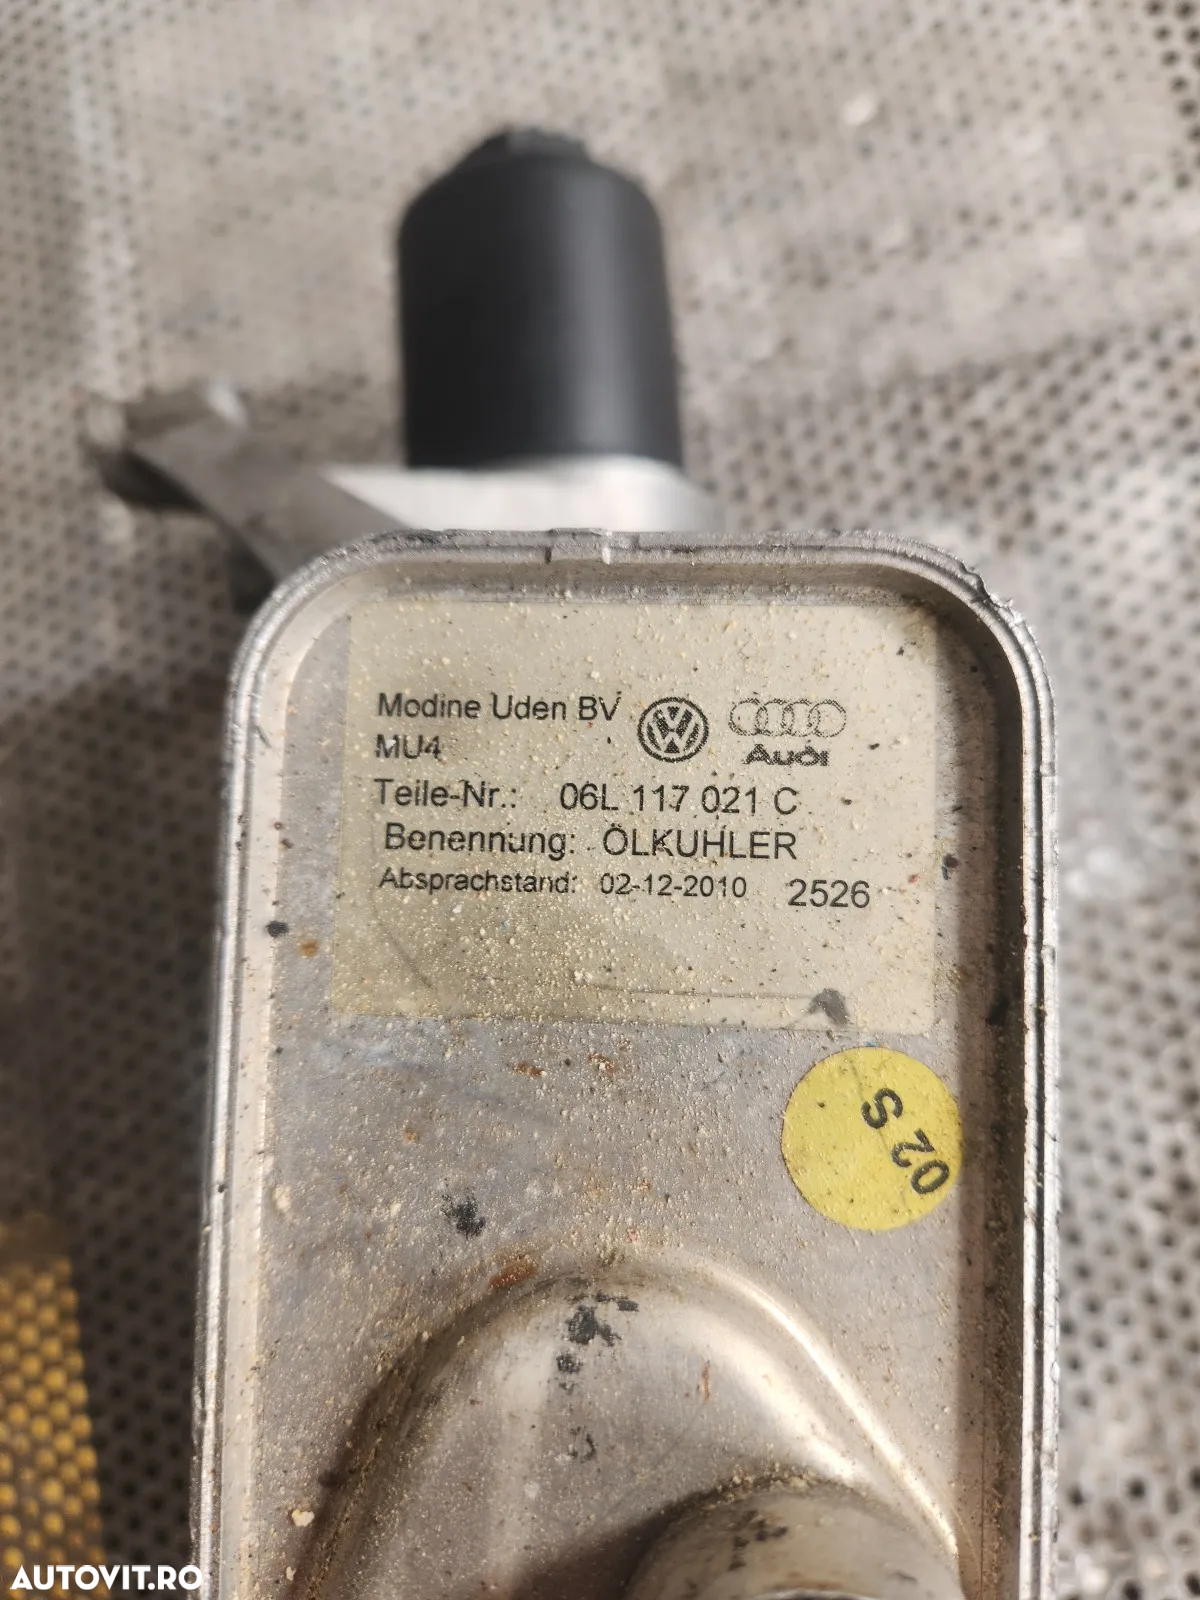 Modine Uden BV
MU4
Audi
Teile-Nr.: 06L 117 021 C
Benennung: ÖLKUHLER
Absprachstand: 02-12-2010 2526
02 S
AUTOVIT.RO